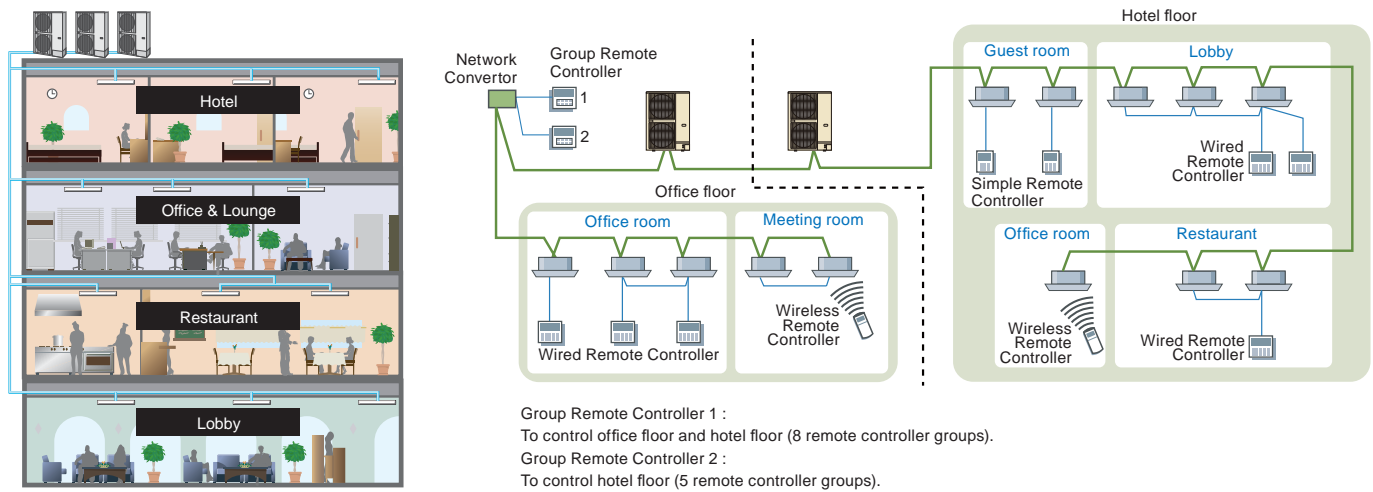 Hotel
Office & Lounge
Restaurant
Lobby
Network
Convertor
Group Remote
Controller
1
2
Office floor
Office room
Meeting room
Wired Remote Controller
Wireless
Remote
Controller
Hotel floor
Guest room
Lobby
Simple Remote
Controller
Wired
Remote
Controller
Office room
Restaurant
Wireless
Remote
Controller
Wired Remote
Controller
Group Remote Controller 1 :
To control office floor and hotel floor (8 remote controller groups).
Group Remote Controller 2 :
To control hotel floor (5 remote controller groups).